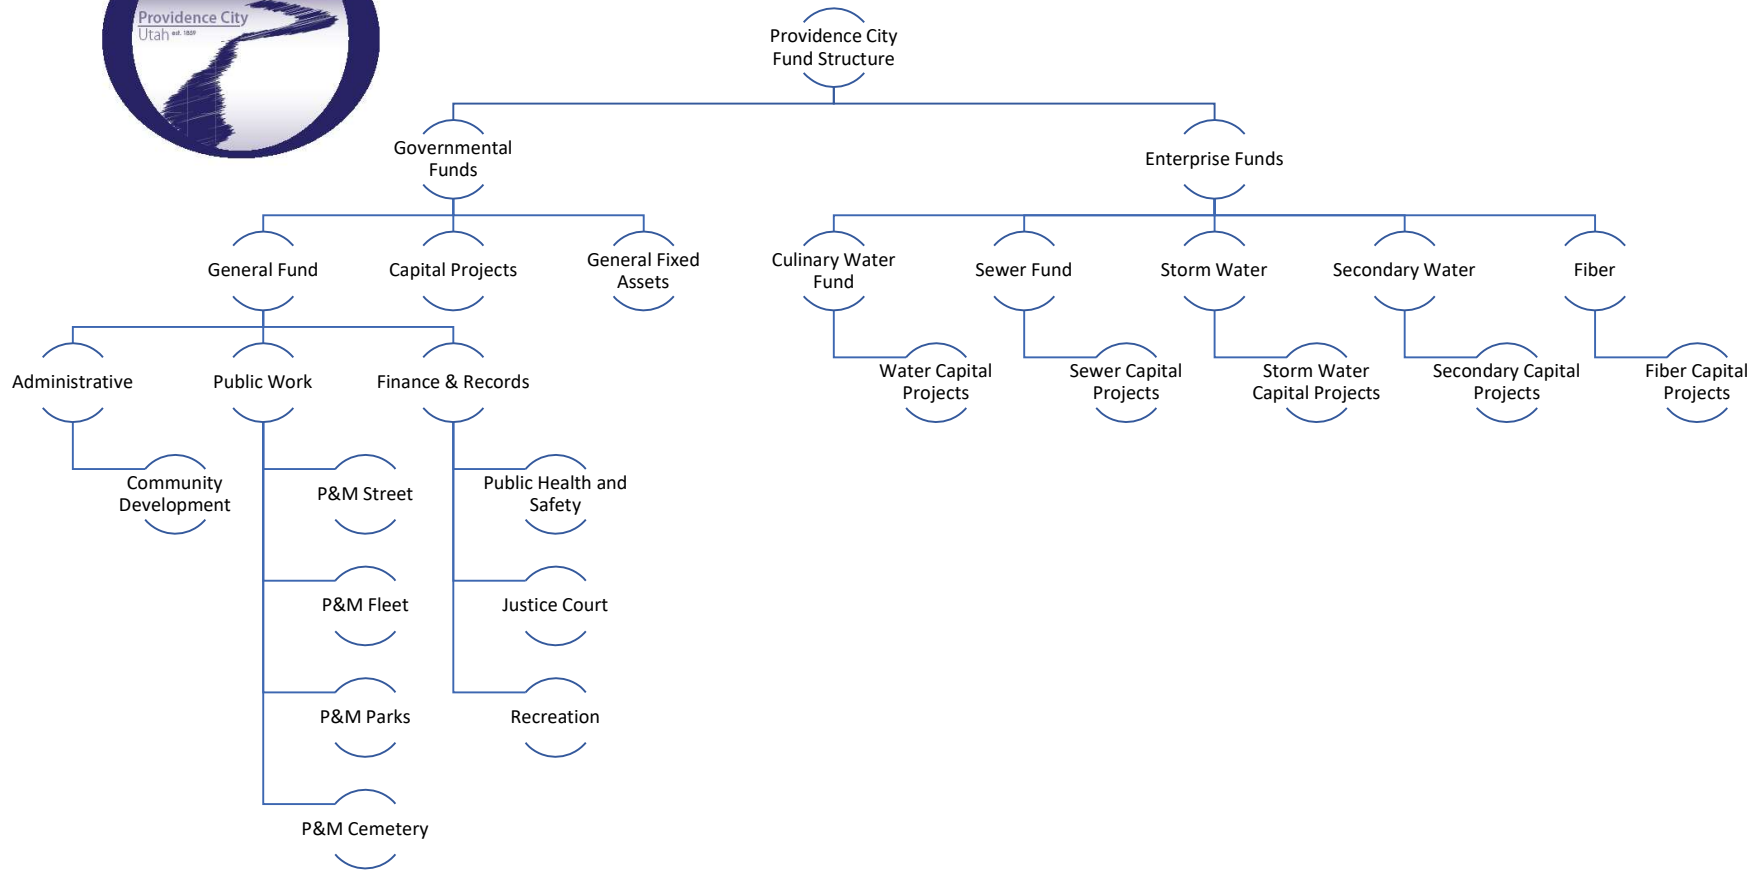 Providence City
Utah est. 1859
Providence City
Fund Structure
Governmental
Funds
Enterprise Funds
General Fund
Capital Projects
General Fixed
Assets
Culinary Water
Fund
Sewer Fund
Storm Water
Secondary Water
Fiber
Administrative
Public Work
Finance & Records
Water Capital
Projects
Sewer Capital
Projects
Storm Water
Capital Projects
Secondary Capital
Projects
Fiber Capital
Projects
Community
Development
P&M Street
Public Health and
Safety
P&M Fleet
Justice Court
P&M Parks
Recreation
P&M Cemetery